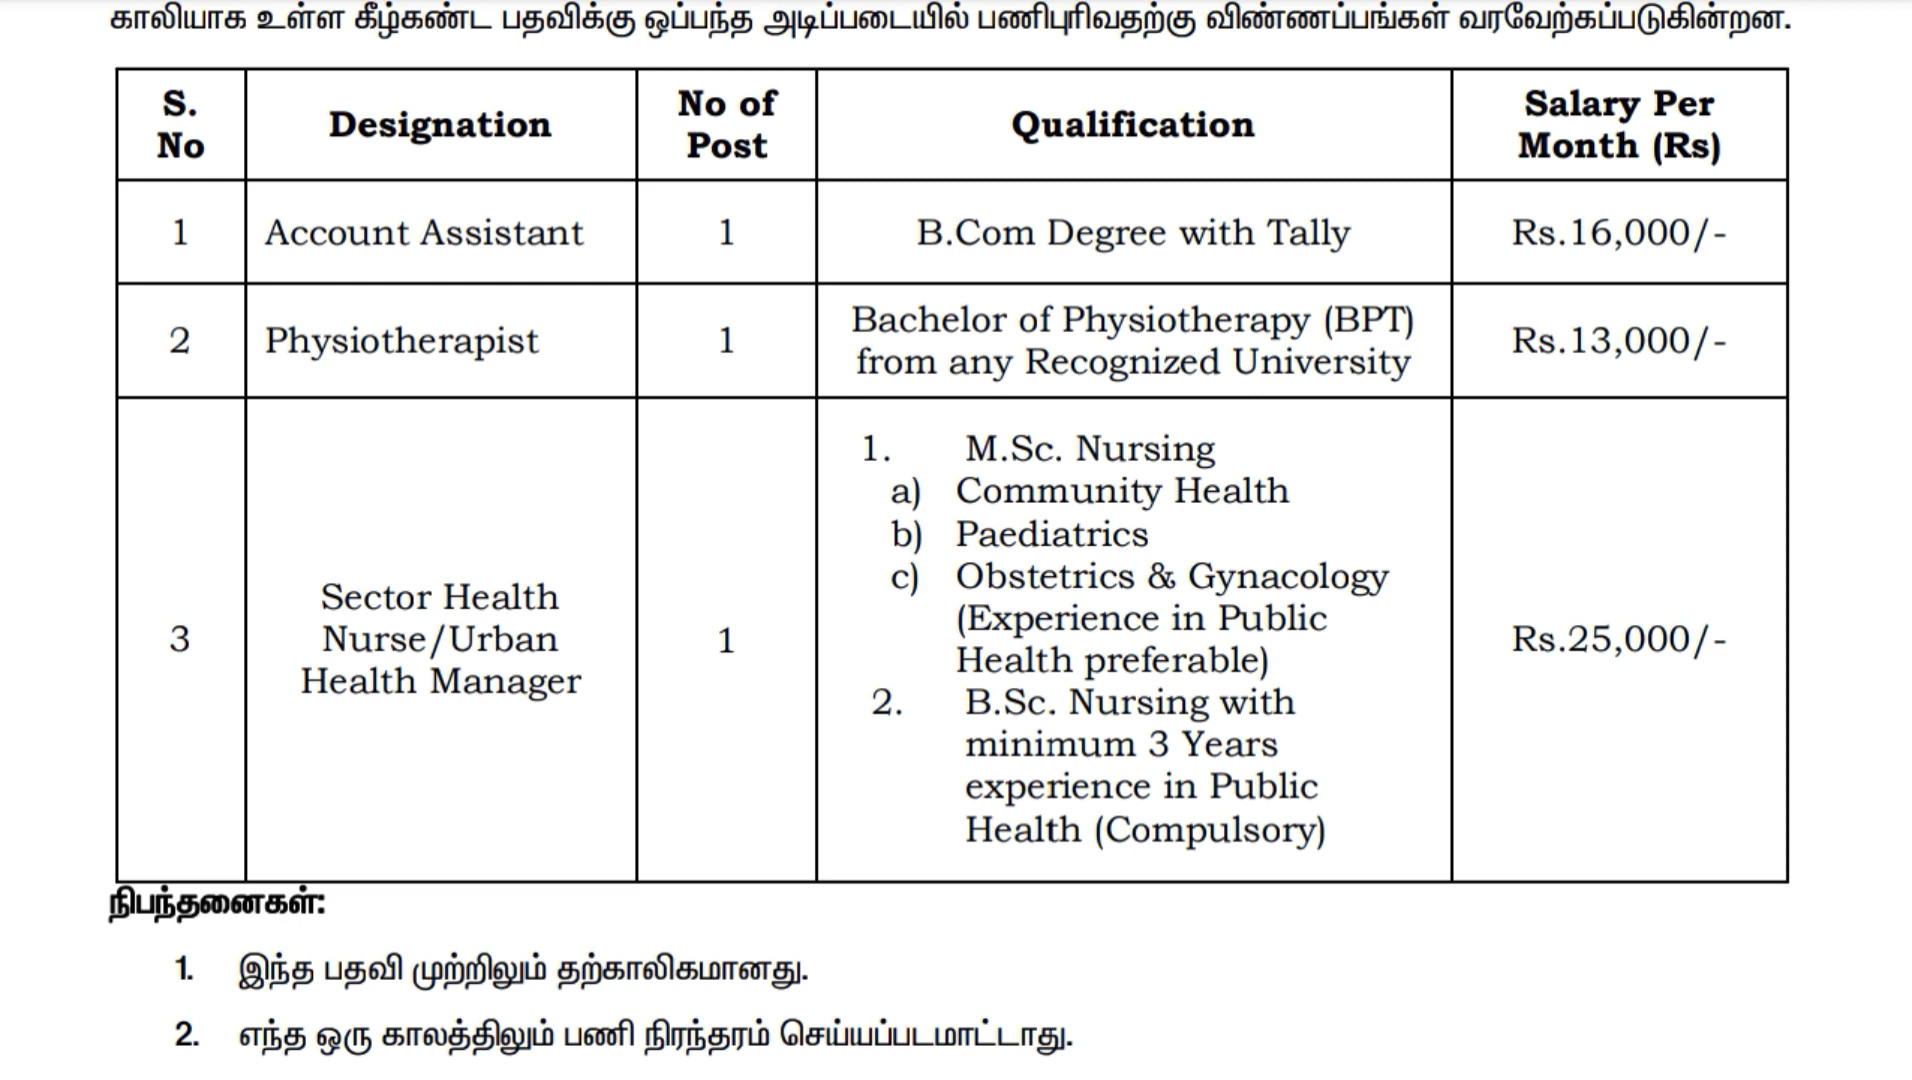 காலியாக உள்ள கீழ்கண்ட பதவிக்கு ஒப்பந்த அடிப்படையில் பணிபுரிவதற்கு விண்ணப்பங்கள் வரவேற்கப்படுகின்றன.
S. No
Designation
No of Post
Qualification
Salary Per Month (Rs)
1
Account Assistant
1
B.Com Degree with Tally
Rs.16,000/-
2
Physiotherapist
1
Bachelor of Physiotherapy (BPT)
from any Recognized University
Rs.13,000/-
3
Sector Health
Nurse/Urban
Health Manager
1
1. M.Sc. Nursing
a) Community Health
b) Paediatrics
c) Obstetrics & Gynacology
(Experience in Public
Health preferable)
2. B.Sc. Nursing with
minimum 3 Years
experience in Public
Health (Compulsory)
Rs.25,000/-
நிபந்தனைகள்:
1. இந்த பதவி முற்றிலும் தற்காலிகமானது.
2. எந்த ஒரு காலத்திலும் பணி நிரந்தரம் செய்யப்படமாட்டாது.